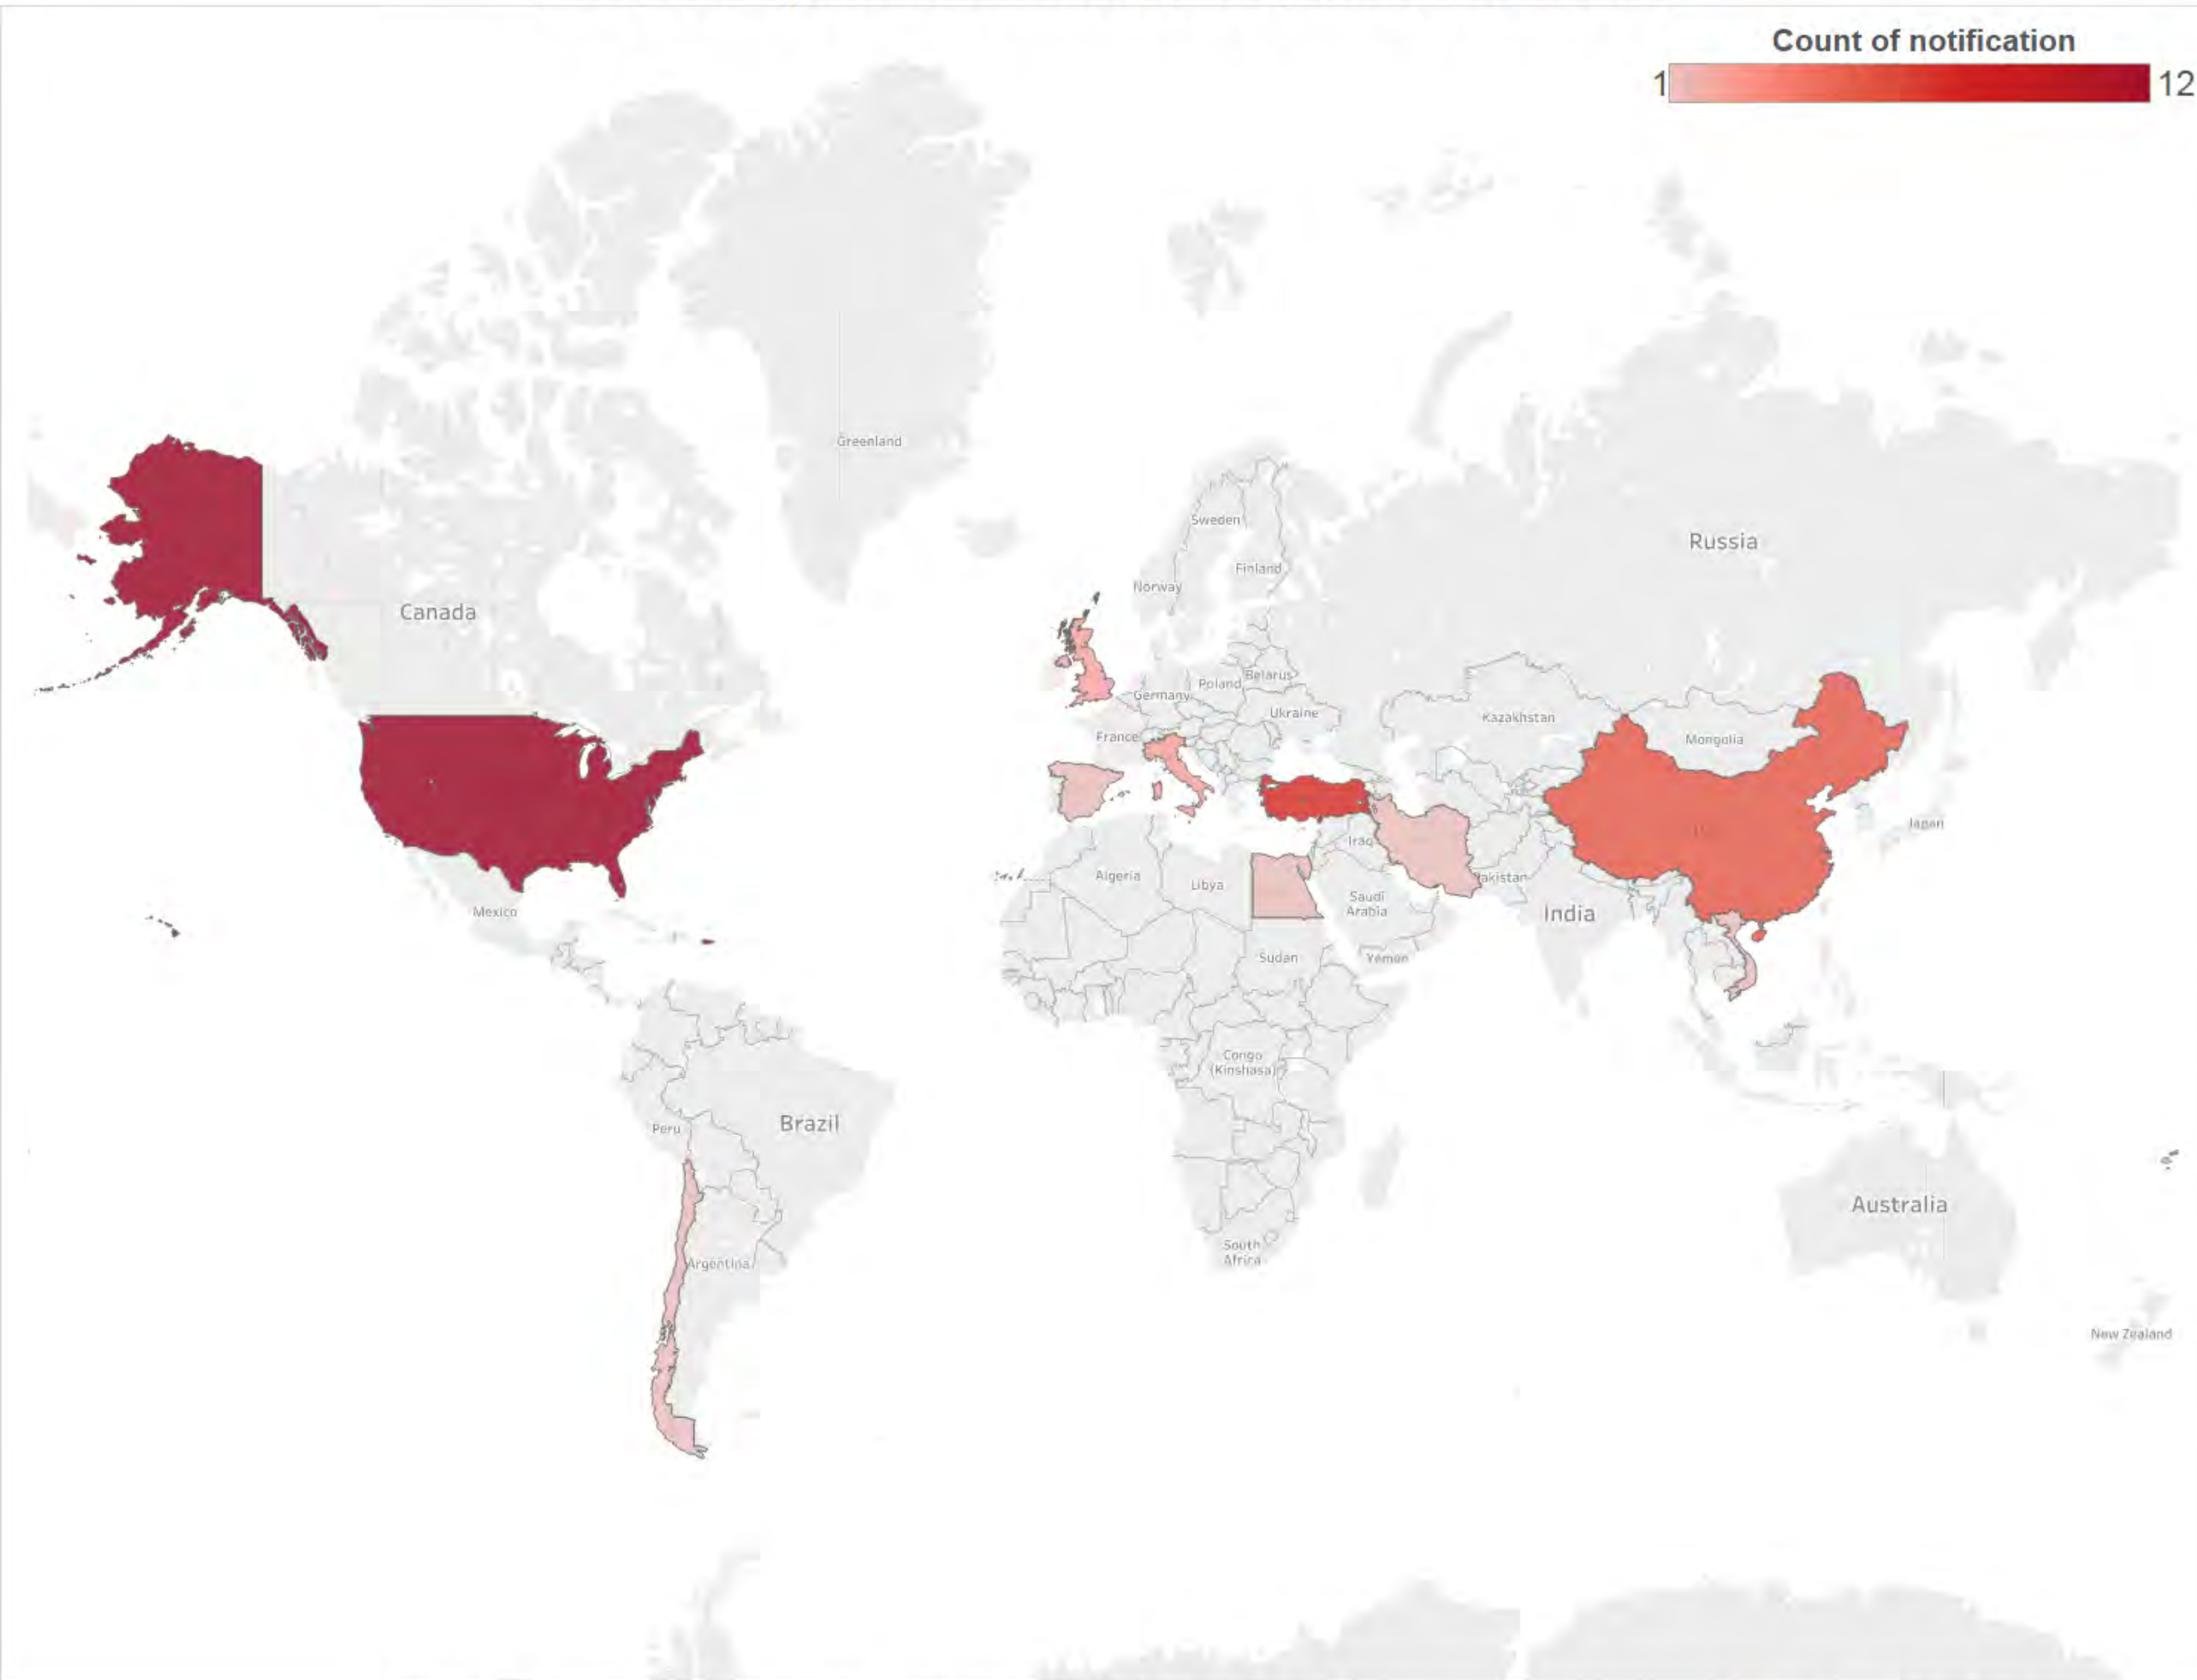 Count of notification
1 12
Greenland
Sweden
Russia
Finland
Norway
Canada
Belarus
Poland
Germany
Ukraine
Kazakhstan
France
Mongolia
Japan
Iraq
Algeria
Pakistan
Libya
Saudi
Arabia
Mexico
India
Sudan
Yemen
Congo
(Kinshasa)
Brazil
Peru
Australia
South
Africa
Argentina
New Zealand